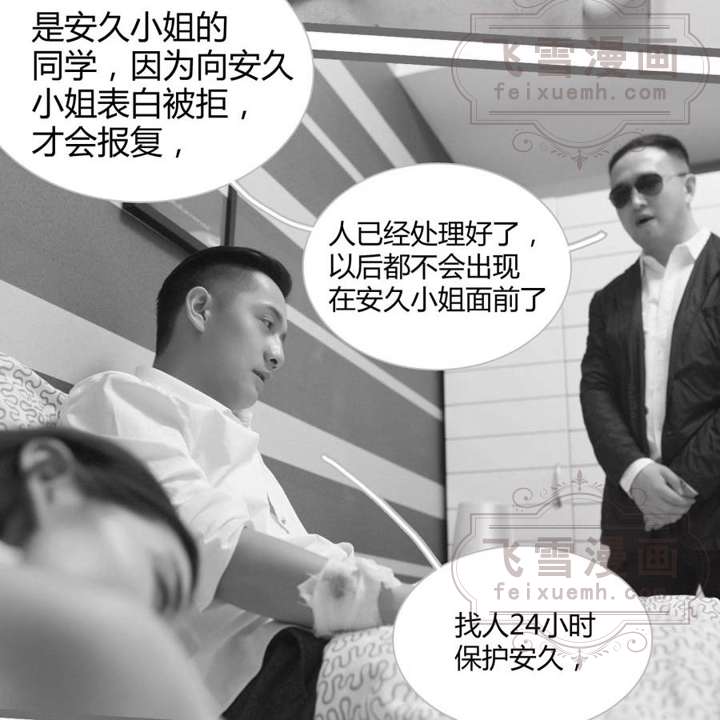 是安久小姐的
同学，因为向安久
小姐表白被拒，
才会报复，
飞雪漫画
feixuemh.com
人已经处理好了，
以后都不会出现
在安久小姐面前了
飞雪漫画
feixuemh.com
找人24小时
保护安久，